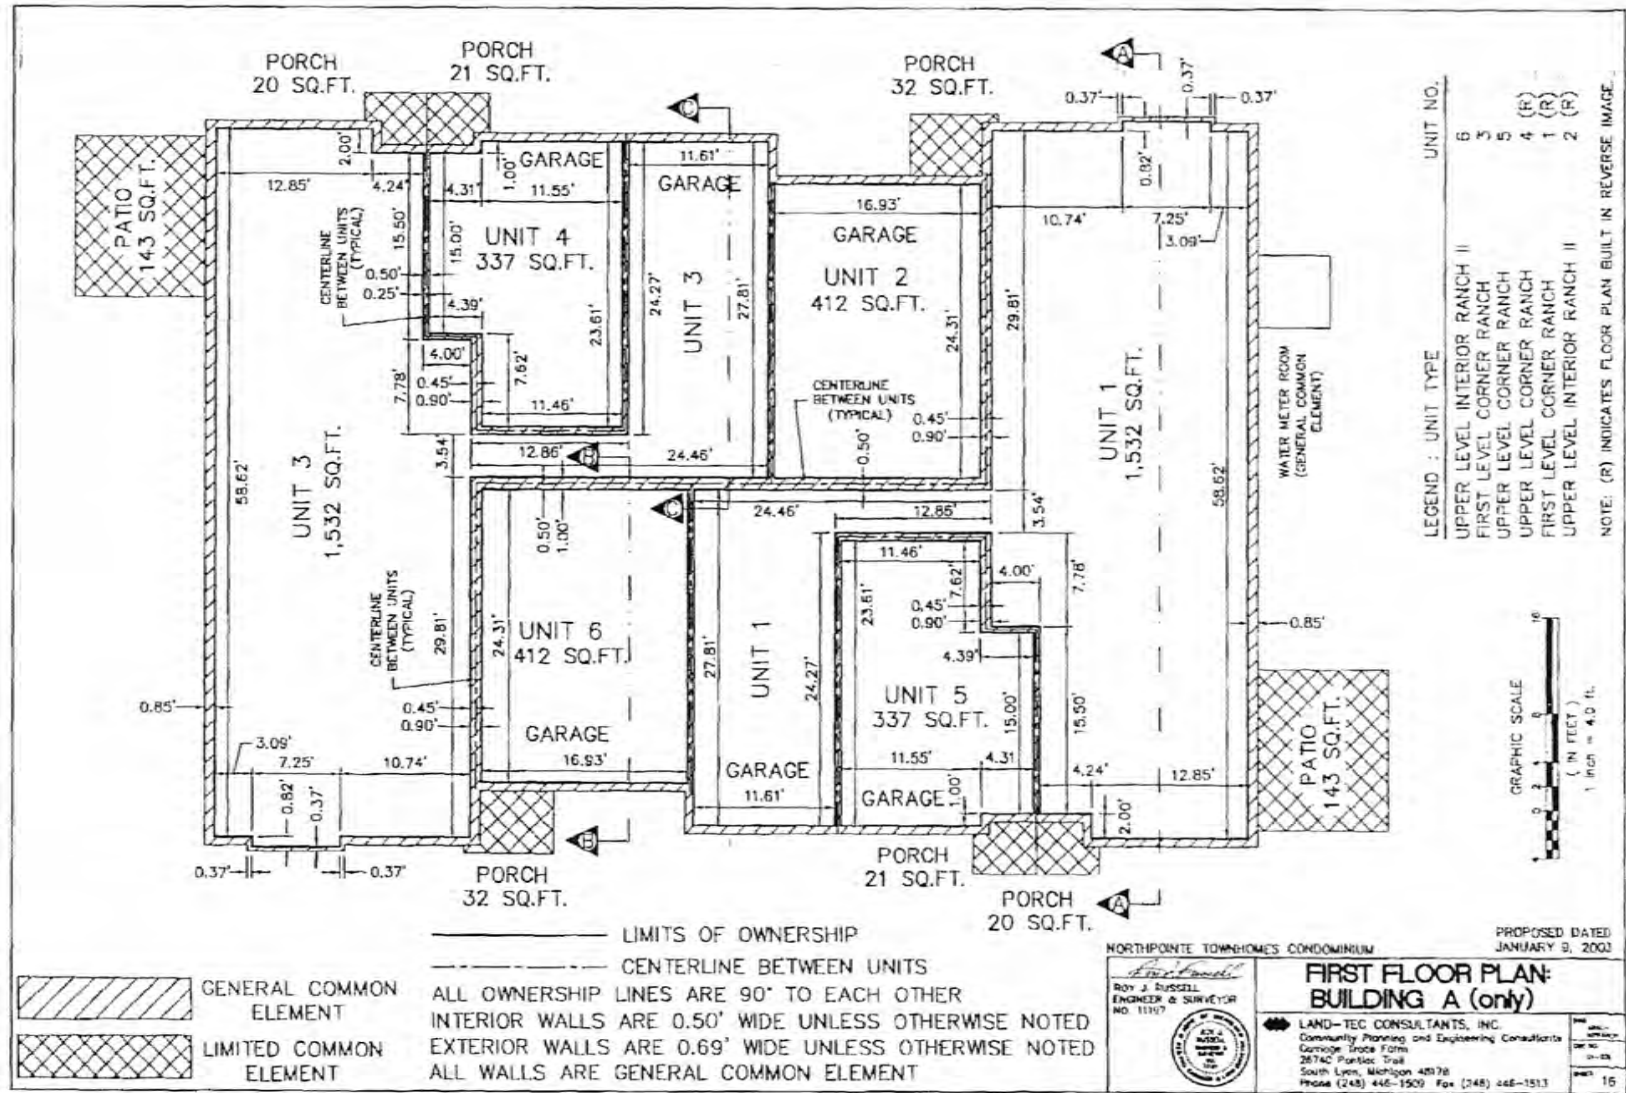 PORCH
20 SQ.FT.
PORCH
21 SQ.FT.
PORCH
32 SQ.FT.
A
C
0.37'
0.37'
0.37'
0.82'
PATIO
143 SQ.FT.
2.00'
12.85'
4.24'
4.31'
1.00'
GARAGE
11.55'
11.61'
GARAGE
16.93'
GARAGE
10.74'
7.25'
3.09'
CENTERLINE
BETWEEN UNITS
(TYPICAL)
15.50'
15.00'
UNIT 4
337 SQ.FT.
0.50'
0.25'
4.39'
23.61'
24.27'
UNIT 3
27.81'
UNIT 2
412 SQ.FT.
24.31'
29.81'
4.00'
7.78'
0.45'
0.90'
7.62'
11.46'
CENTERLINE
BETWEEN UNITS
(TYPICAL)
0.45'
0.90'
0.50'
UNIT 1
1,532 SQ.FT.
58.62'
WATER METER ROOM
(GENERAL COMMON
ELEMENT)
58.62'
UNIT 3
1,532 SQ.FT.
3.54'
12.86'
B
24.46'
C
24.46'
12.85'
3.54'
0.50'
1.00'
11.46'
7.62'
4.00'
7.78'
CENTERLINE
BETWEEN UNITS
(TYPICAL)
29.81'
24.31'
UNIT 6
412 SQ.FT.
27.81'
UNIT 1
24.27'
23.61'
0.45'
0.90'
4.39'
UNIT 5
337 SQ.FT.
15.00'
15.50'
0.85'
0.85'
0.45'
0.90'
GARAGE
16.93'
GARAGE
11.61'
11.55'
4.31
GARAGE
1.00'
4.24'
12.85'
2.00'
PATIO
143 SQ.FT.
3.09'
7.25'
10.74'
0.82'
0.37'
0.37'
0.37'
B
PORCH
32 SQ.FT.
PORCH
21 SQ.FT.
PORCH
20 SQ.FT.
A
LEGEND : UNIT TYPE UNIT NO.
UPPER LEVEL INTERIOR RANCH II 6
FIRST LEVEL CORNER RANCH 3
UPPER LEVEL CORNER RANCH 5
UPPER LEVEL CORNER RANCH 4 (R)
FIRST LEVEL CORNER RANCH 1 (R)
UPPER LEVEL INTERIOR RANCH II 2 (R)
NOTE: (R) INDICATES FLOOR PLAN BUILT IN REVERSE IMAGE.
GRAPHIC SCALE
( IN FEET )
1 inch = 4.0 ft.
LIMITS OF OWNERSHIP
CENTERLINE BETWEEN UNITS
ALL OWNERSHIP LINES ARE 90° TO EACH OTHER
INTERIOR WALLS ARE 0.50' WIDE UNLESS OTHERWISE NOTED
EXTERIOR WALLS ARE 0.69' WIDE UNLESS OTHERWISE NOTED
ALL WALLS ARE GENERAL COMMON ELEMENT
GENERAL COMMON
ELEMENT
LIMITED COMMON
ELEMENT
PROPOSED DATED
NORTHPOINTE TOWNHOMES CONDOMINIUM
ROY J. RUSSELL
ENGINEER & SURVEYOR
FIRST FLOOR PLAN:
BUILDING A (only)
LAND-TEC CONSULTANTS, INC.
Community Planning and Engineering Consultants
Carriage Trace Farm
Pontiac Trail
South Lyon, Michigan 48178
Phone (248) 446-1509 Fax (248) 446-1513
16